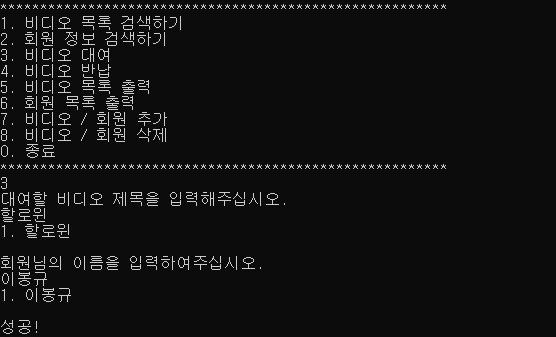 ********************************************************
1. 비디오 목록 검색하기
2. 회원 정보 검색하기
3. 비디오 대여
4. 비디오 반납
5. 비디오 목록 출력
6. 회원 목록 출력
7. 비디오 / 회원 추가
8. 비디오 / 회원 삭제
0. 종료
********************************************************
3
대여할 비디오 제목을 입력해주십시오.
할로윈
1. 할로윈
회원님의 이름을 입력하여주십시오.
이봉규
1. 이봉규
성공!